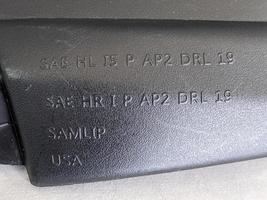 SAE HL I5 P AP2 DRL 19
SAE HR I P AP2 DRL 19
SAMLIP
USA